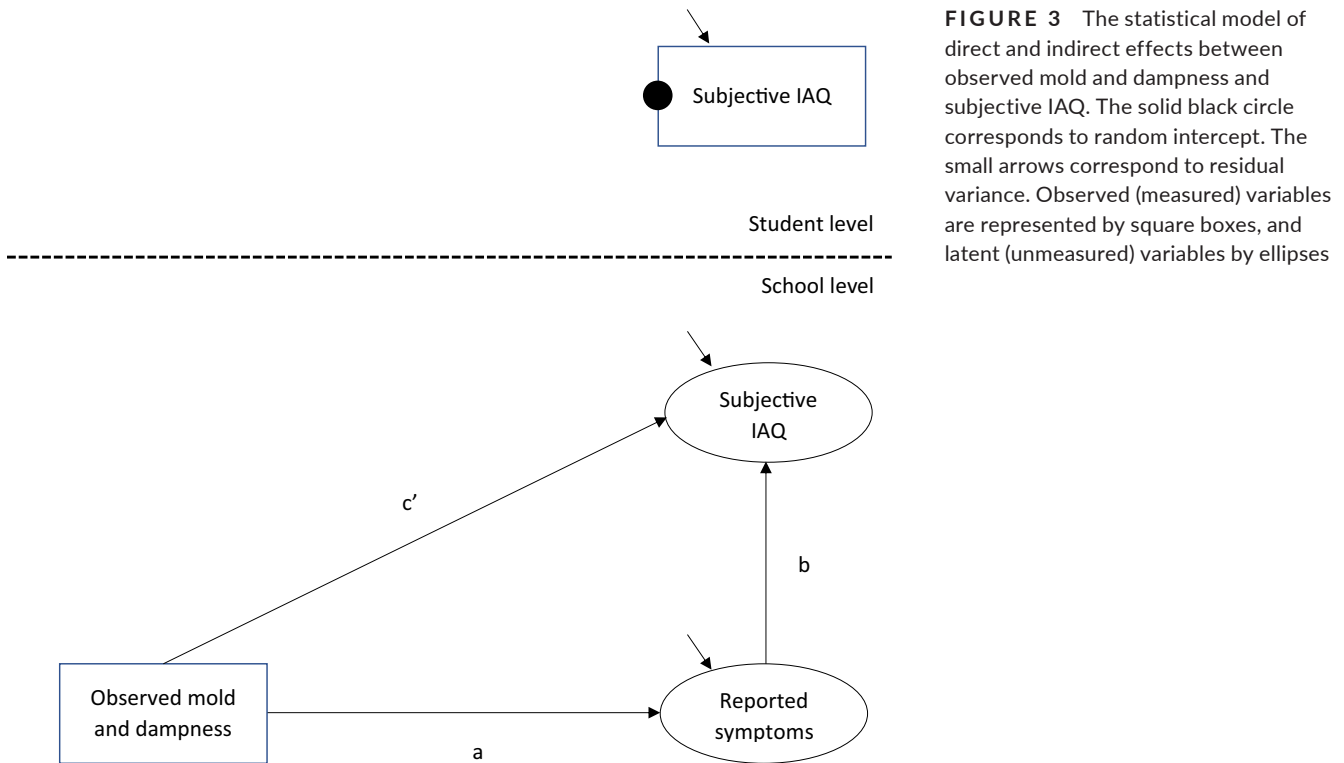 Subjective IAQ
Student level
School level
Subjective
IAQ
c’
b
Observed mold
and dampness
Reported
symptoms
a
FIGURE 3 The statistical model of
direct and indirect effects between
observed mold and dampness and
subjective IAQ. The solid black circle
corresponds to random intercept. The
small arrows correspond to residual
variance. Observed (measured) variables
are represented by square boxes, and
latent (unmeasured) variables by ellipses